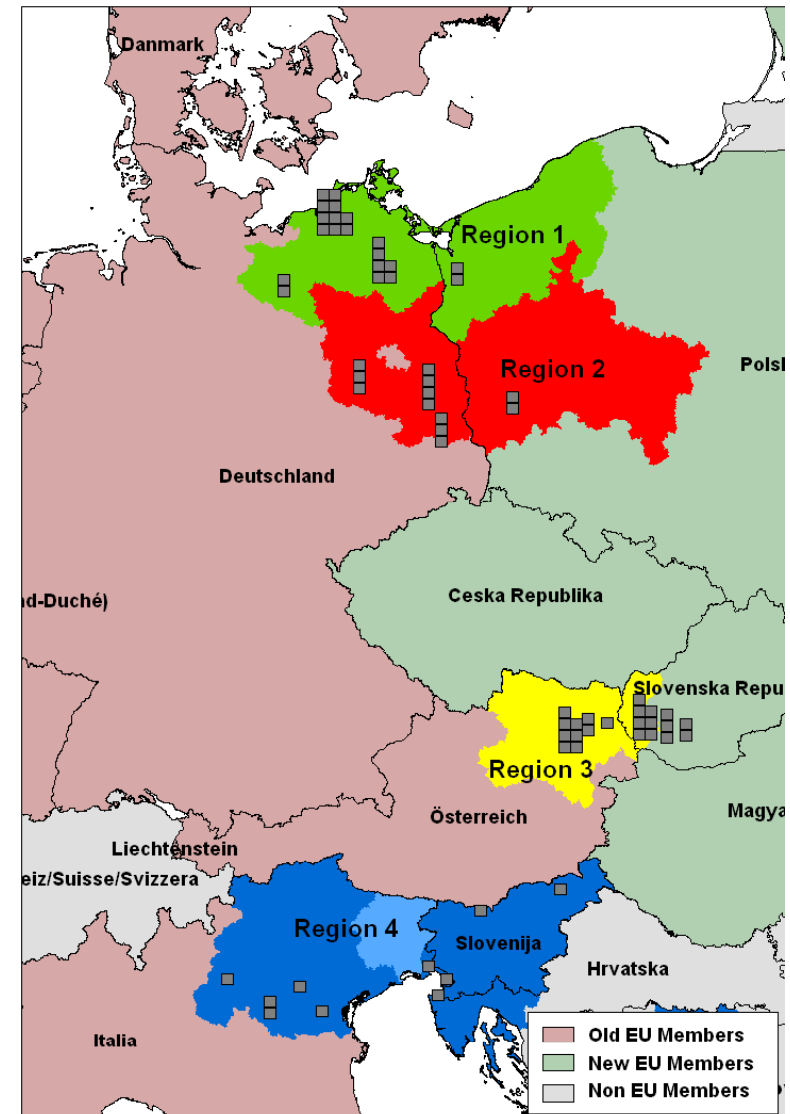 Danmark
Region 1
Region 2
Polsk
Deutschland
Ceska Republika
nd-Duché)
Slovenska Repu
Region 3
Österreich
Magya
Liechtenstein
eiz/Suisse/Svizzera
Region 4
Slovenija
Hrvatska
Italia
Old EU Members
New EU Members
Non EU Members